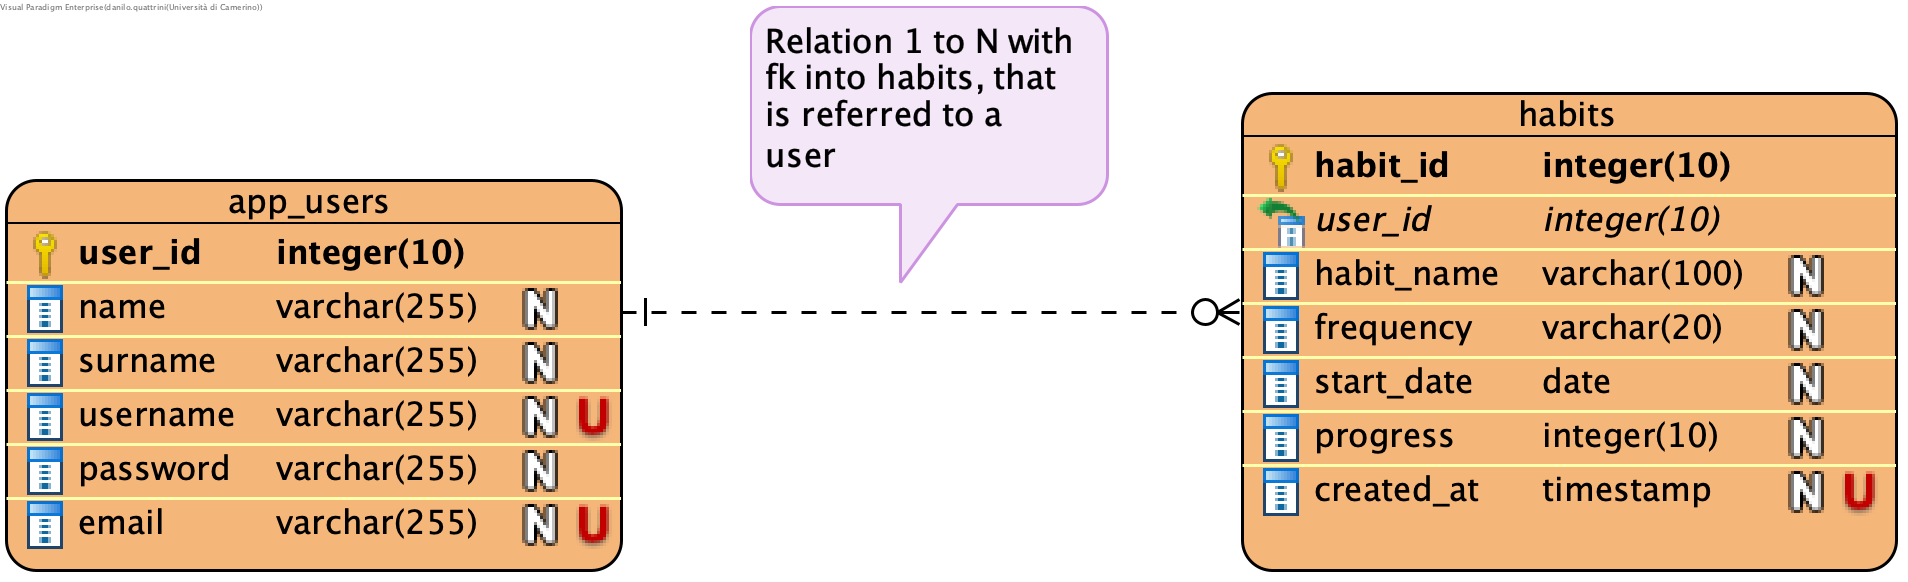 Visual Paradigm Enterprise(danilo.quattrini(Università di Camerino))
Relation 1 to N with
fk into habits, that
is referred to a
user
app_users
user_id integer(10)
name varchar(255) N
surname varchar(255) N
username varchar(255) N U
password varchar(255) N
email varchar(255) N U
habits
habit_id integer(10)
user_id integer(10)
habit_name varchar(100) N
frequency varchar(20) N
start_date date N
progress integer(10) N
created_at timestamp N U